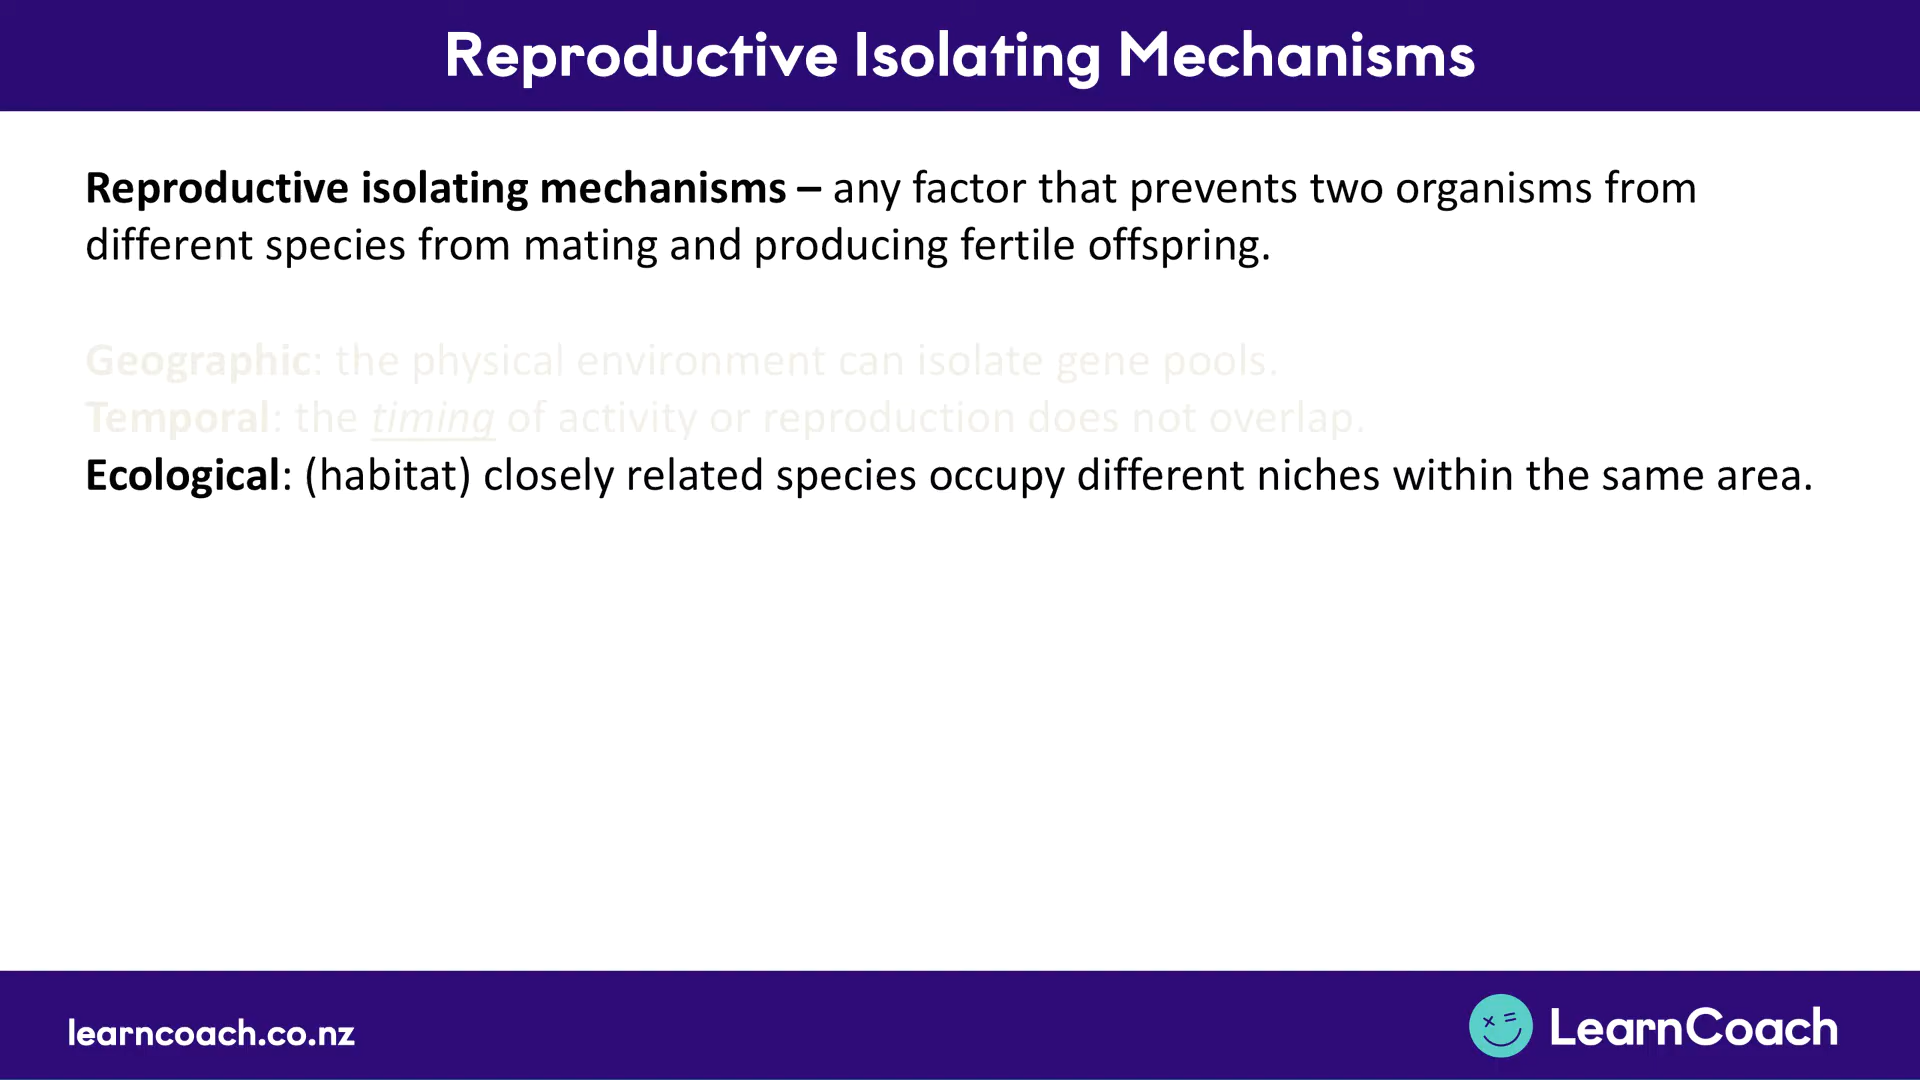 Reproductive Isolating Mechanisms
Reproductive isolating mechanisms – any factor that prevents two organisms from
different species from mating and producing fertile offspring.
Geographic: the physical environment can isolate gene pools.
Temporal: the timing of activity or reproduction does not overlap.
Ecological: (habitat) closely related species occupy different niches within the same area.
learncoach.co.nz
LearnCoach